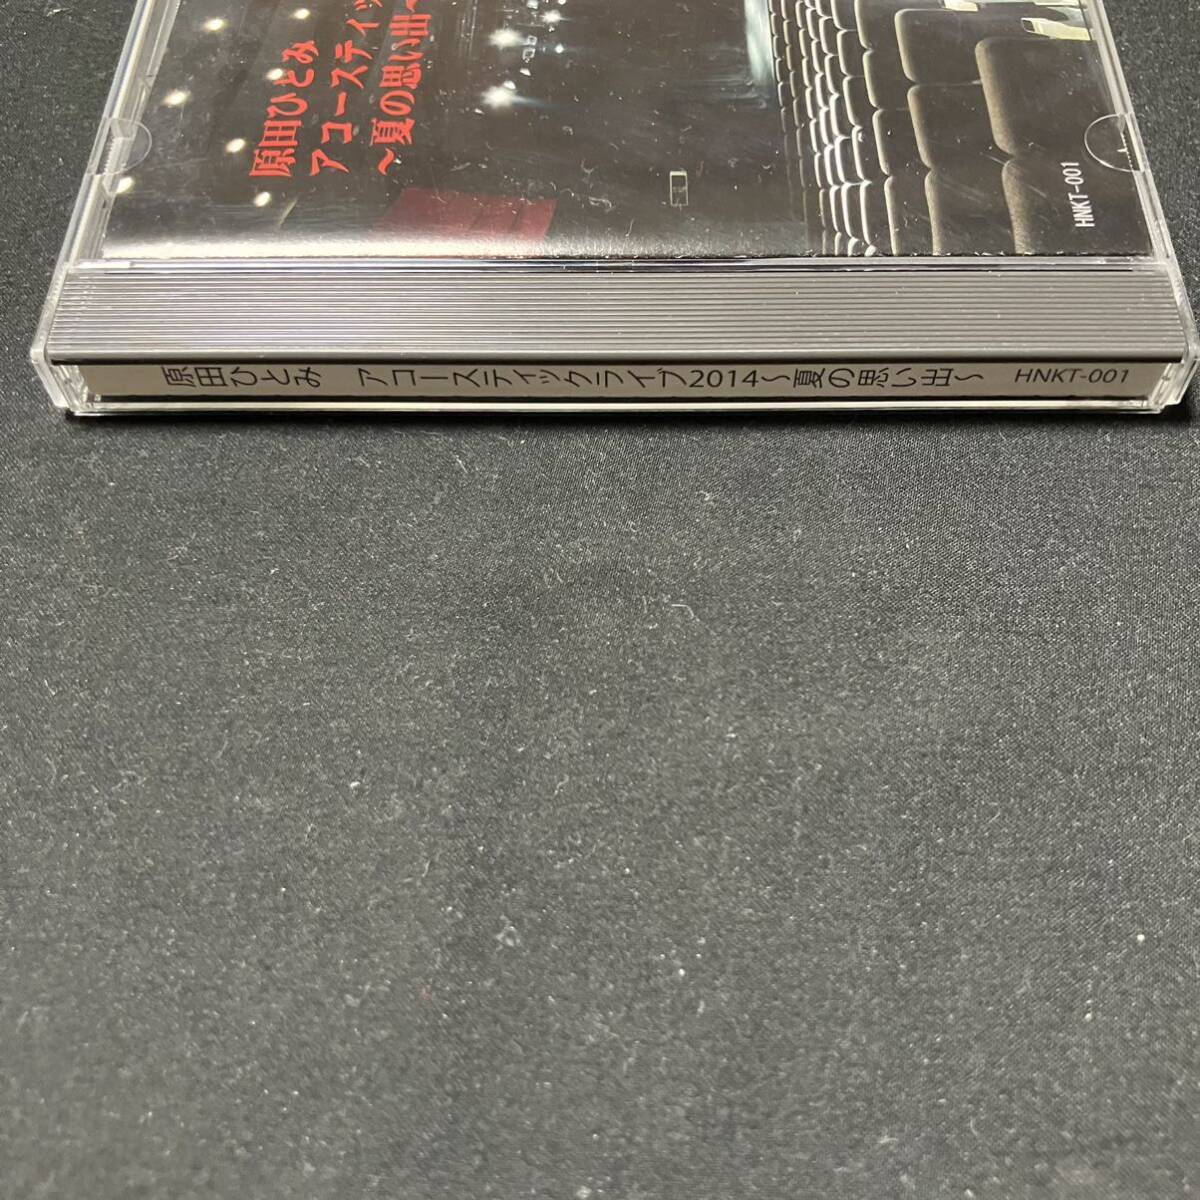 原田ひとみ
アコースティッ
～夏の思い出～
HNKT-001
原田ひとみ　アコースティックライブ2014～夏の思い出～　HNKT-001